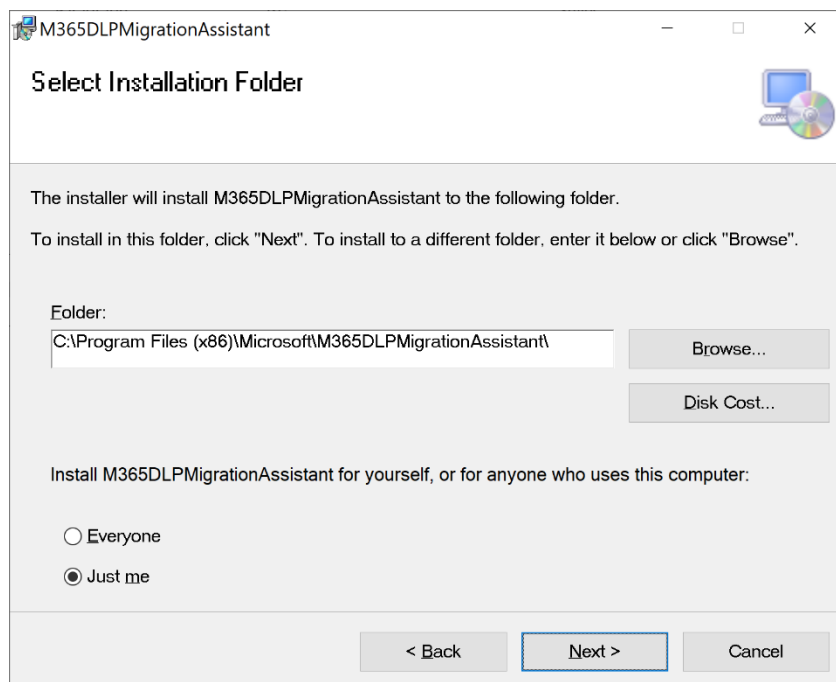 M365DLPMigrationAssistant
Select Installation Folder
The installer will install M365DLPMigrationAssistant to the following folder.
To install in this folder, click "Next". To install to a different folder, enter it below or click "Browse".
Folder:
C:\Program Files (x86)\Microsoft\M365DLPMigrationAssistant\
Browse...
Disk Cost...
Install M365DLPMigrationAssistant for yourself, or for anyone who uses this computer:
Everyone
Just me
< Back
Next >
Cancel